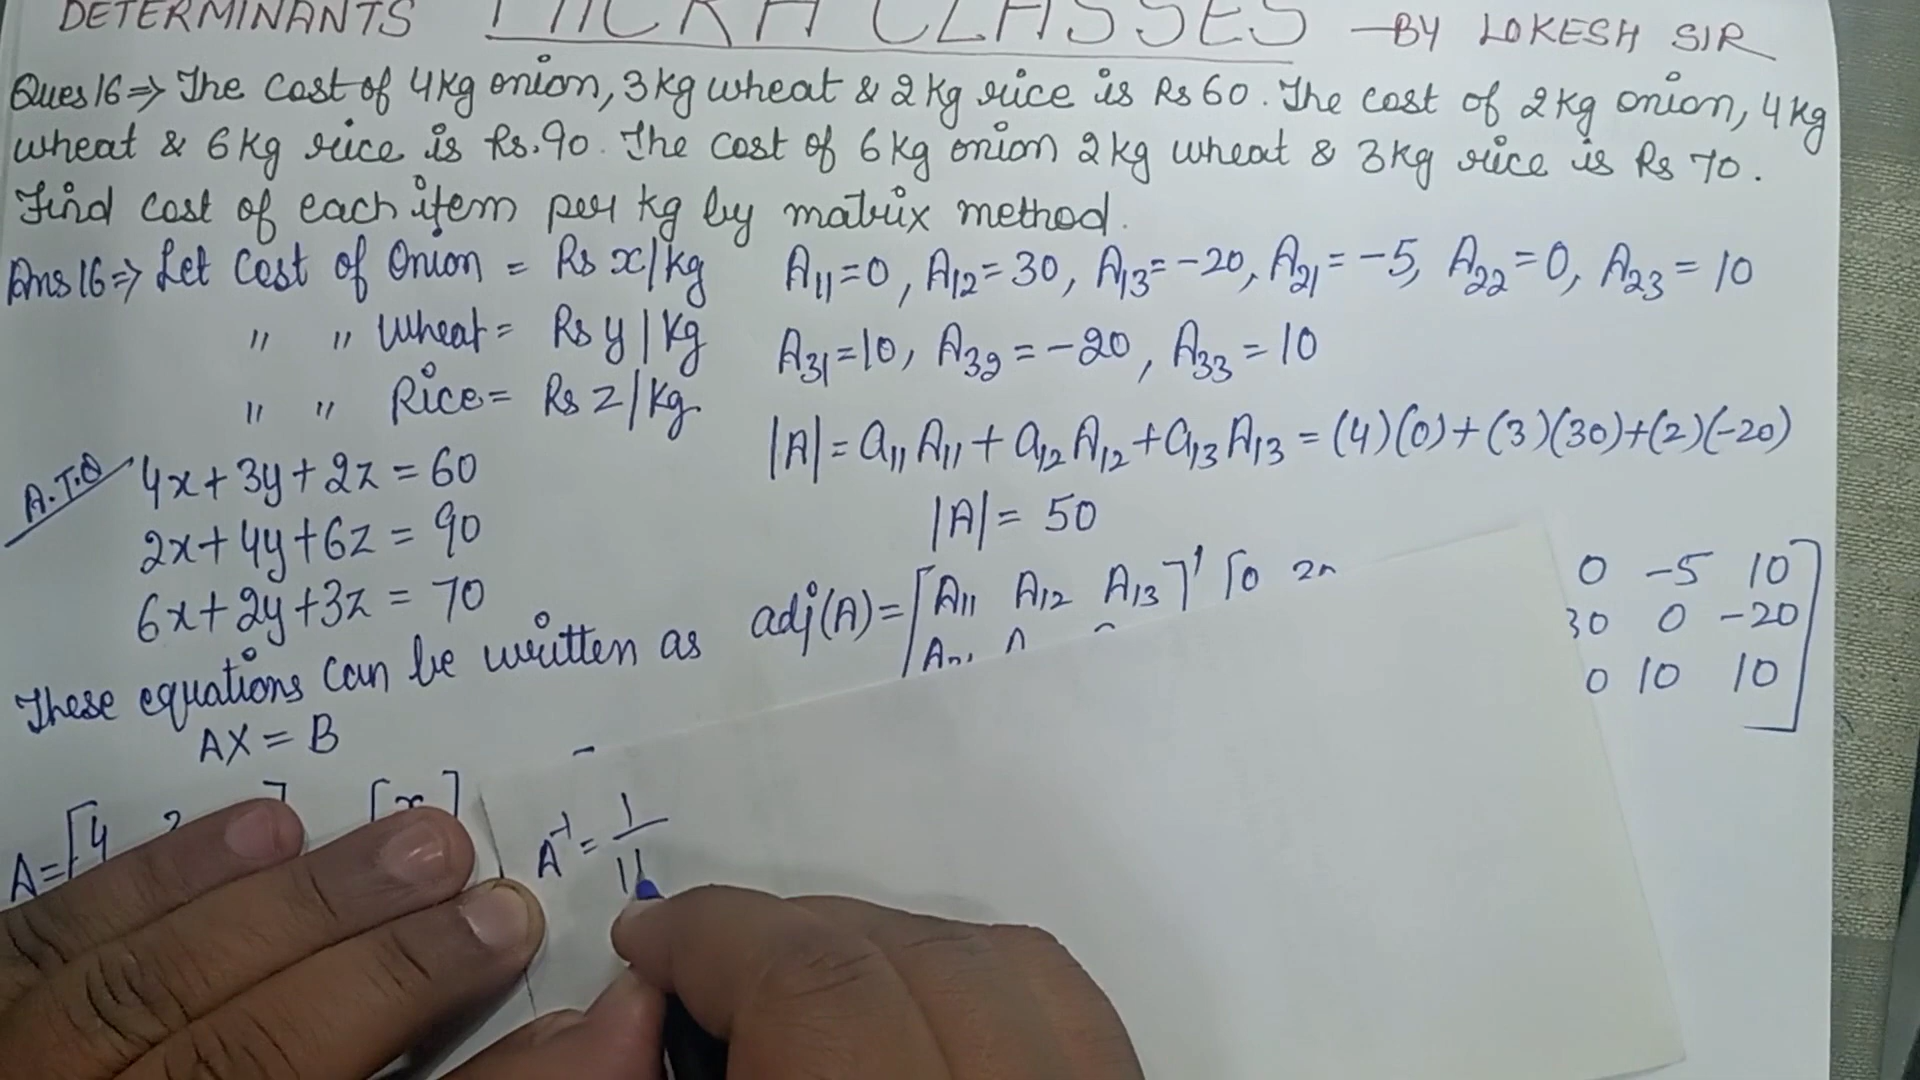 DETERMINANTS CLASSES -BY LOKESH SIR
Ques 16⇒ The cost of 4kg onion, 3kg wheat & 2kg rice is Rs 60. The cost of 2kg onion, 4kg
wheat & 6kg rice is Rs.90. The cost of 6kg onion 2kg wheat & 3kg rice is Rs 70.
Find cost of each item per kg by matrix method.
Ans 16⇒ Let Cost of Onion = Rs x/kg
" " Wheat = Rs y/kg
" " Rice = Rs z/kg.
A.T.Q 4x+3y+2z = 60
2x+4y+6z = 90
6x+2y+3z = 70
These equations can be written as
AX = B
A = [4
A₁₁=0, A₁₂=30, A₁₃=-20, A₂₁=-5, A₂₂=0, A₂₃=10
A₃₁=10, A₃₂=-20, A₃₃=10
|A| = a₁₁A₁₁ + a₁₂A₁₂ + a₁₃A₁₃ = (4)(0)+(3)(30)+(2)(-20)
|A| = 50
adj(A) = [A₁₁ A₁₂ A₁₃]' [0
0 -5 10
30 0 -20
0 10 10]
A⁻¹ = 1